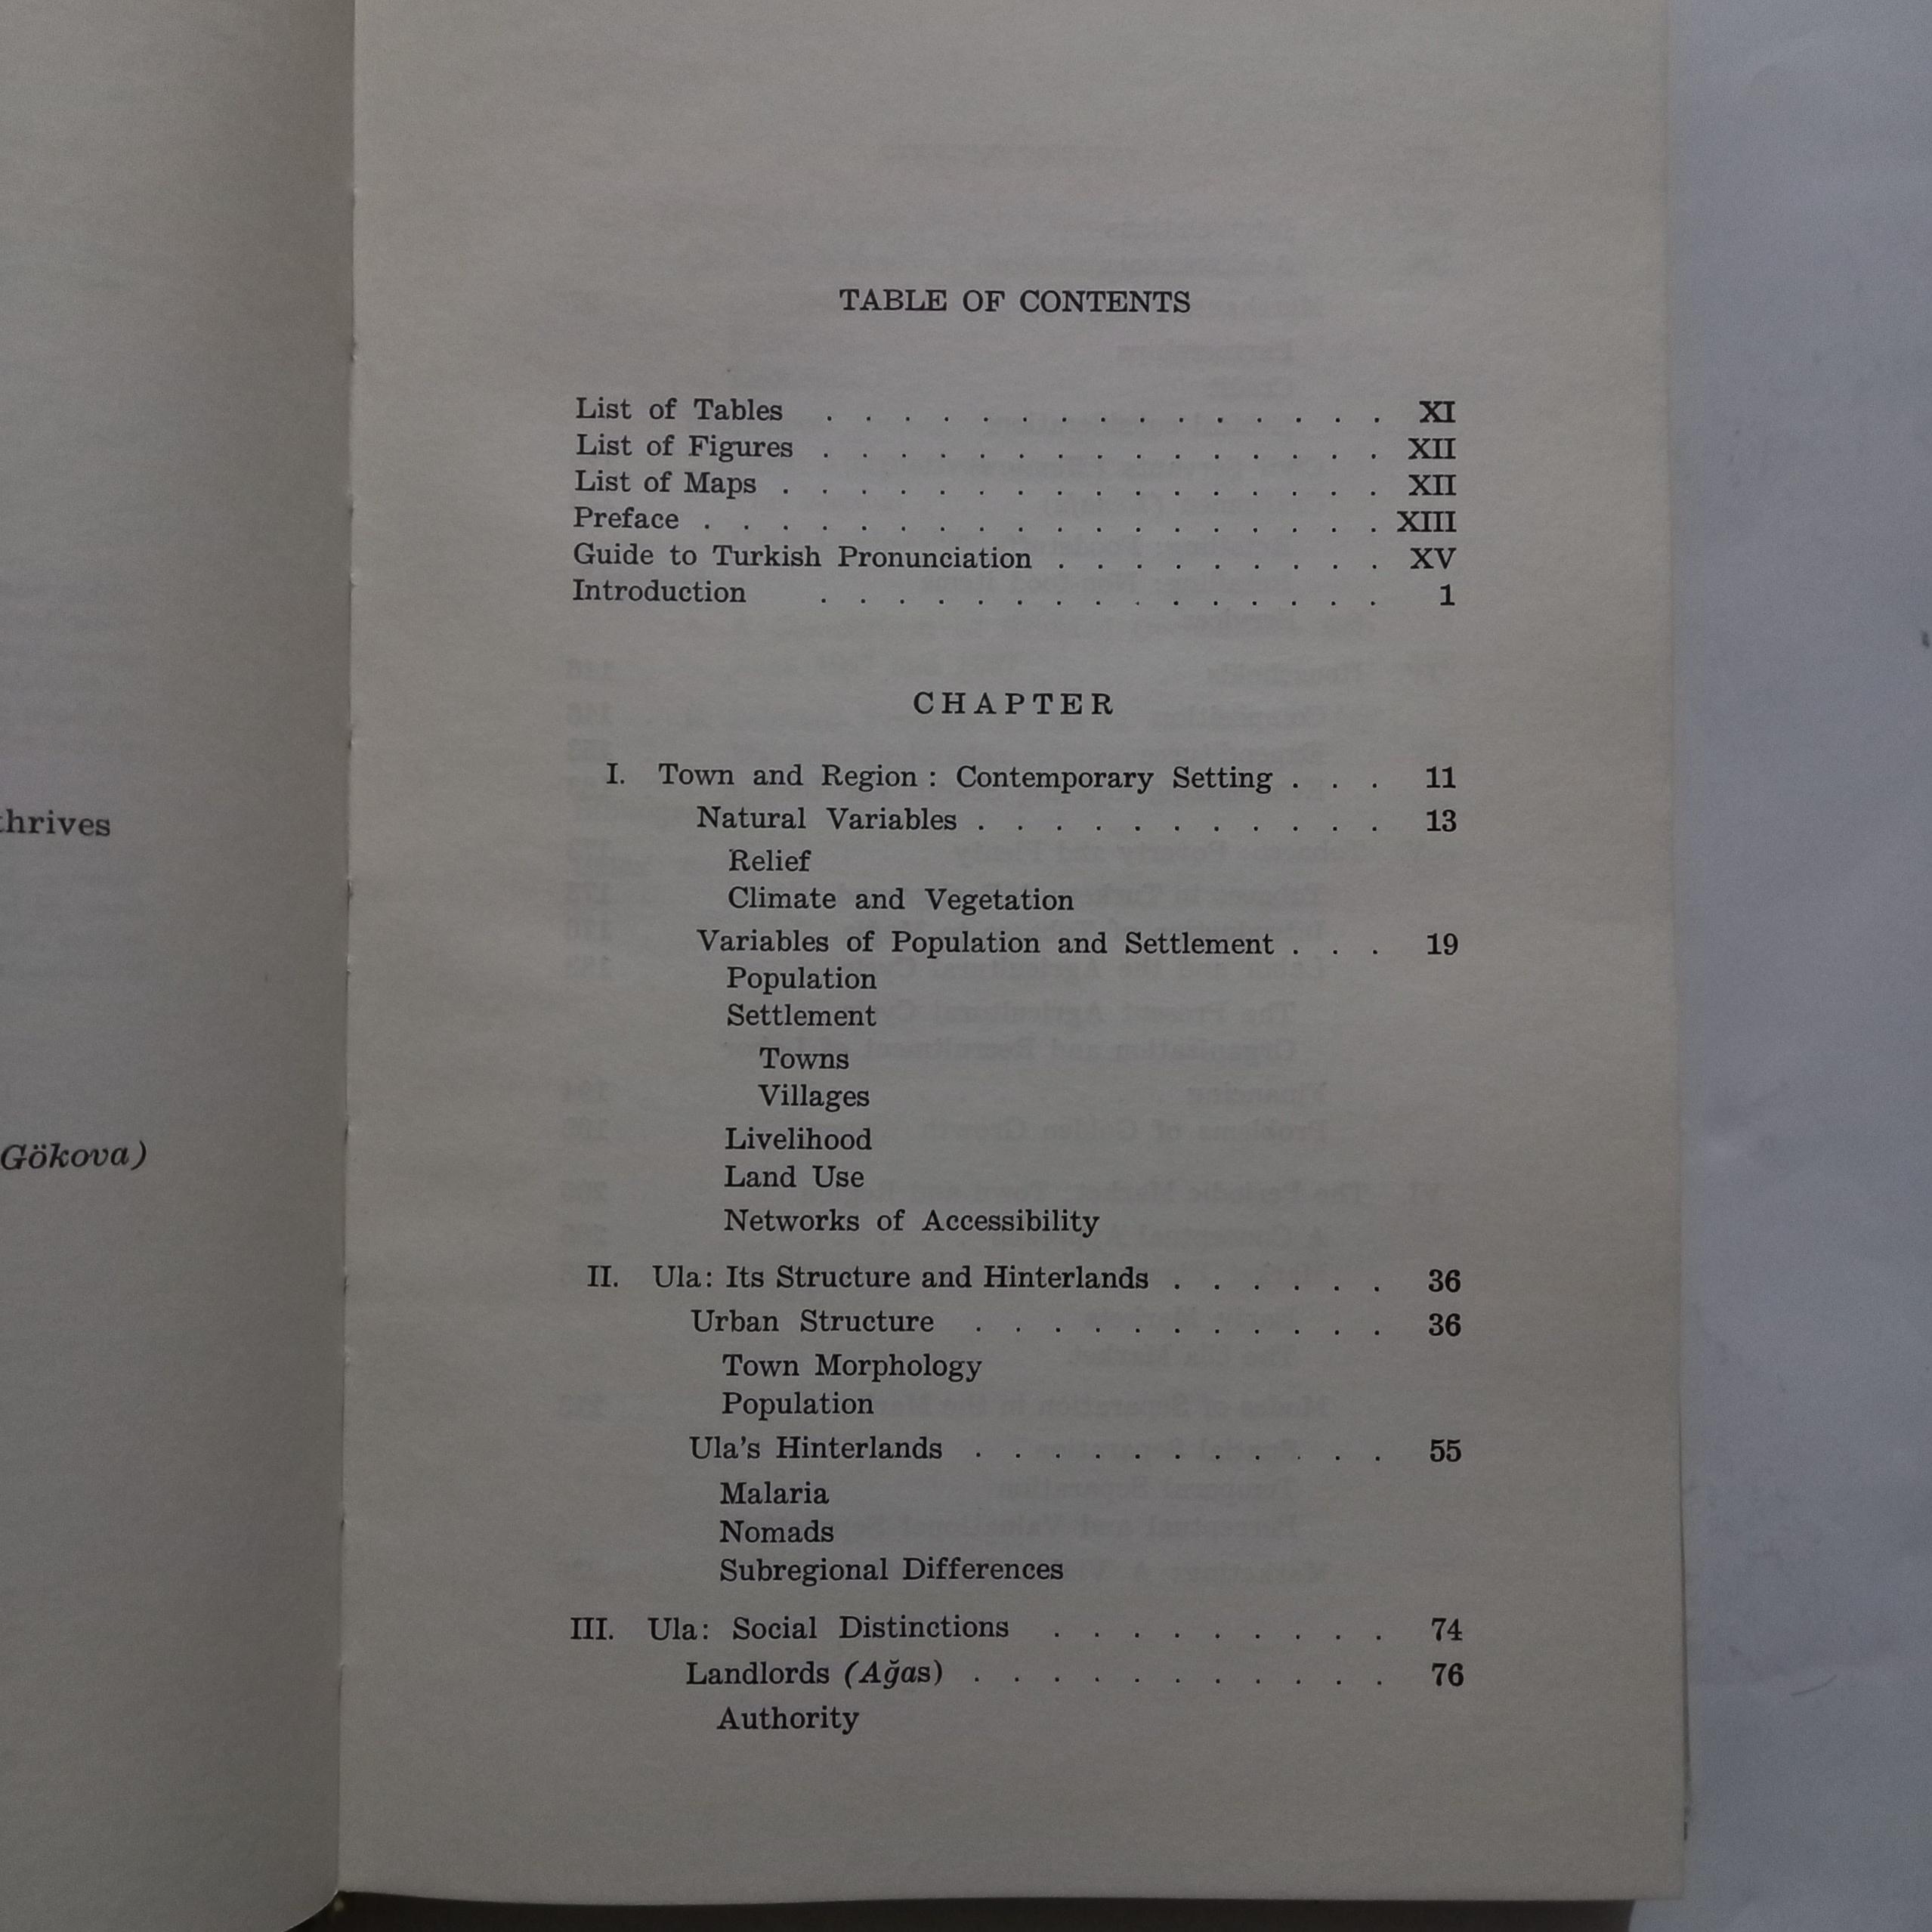 thrives
Gökova)
TABLE OF CONTENTS
List of Tables . . . . . . . . . . . . . . . XI
List of Figures . . . . . . . . . . . . . . . XII
List of Maps . . . . . . . . . . . . . . . . XII
Preface . . . . . . . . . . . . . . . . . . XIII
Guide to Turkish Pronunciation . . . . . . . . . XV
Introduction . . . . . . . . . . . . . . . 1
CHAPTER
I. Town and Region : Contemporary Setting . . . 11
Natural Variables . . . . . . . . . . . 13
Relief
Climate and Vegetation
Variables of Population and Settlement . . . 19
Population
Settlement
Towns
Villages
Livelihood
Land Use
Networks of Accessibility
II. Ula: Its Structure and Hinterlands . . . . . . 36
Urban Structure . . . . . . . . . . . 36
Town Morphology
Population
Ula's Hinterlands . . . . . . . . . . . 55
Malaria
Nomads
Subregional Differences
III. Ula: Social Distinctions . . . . . . . . . 74
Landlords (Ağas) . . . . . . . . . . . 76
Authority